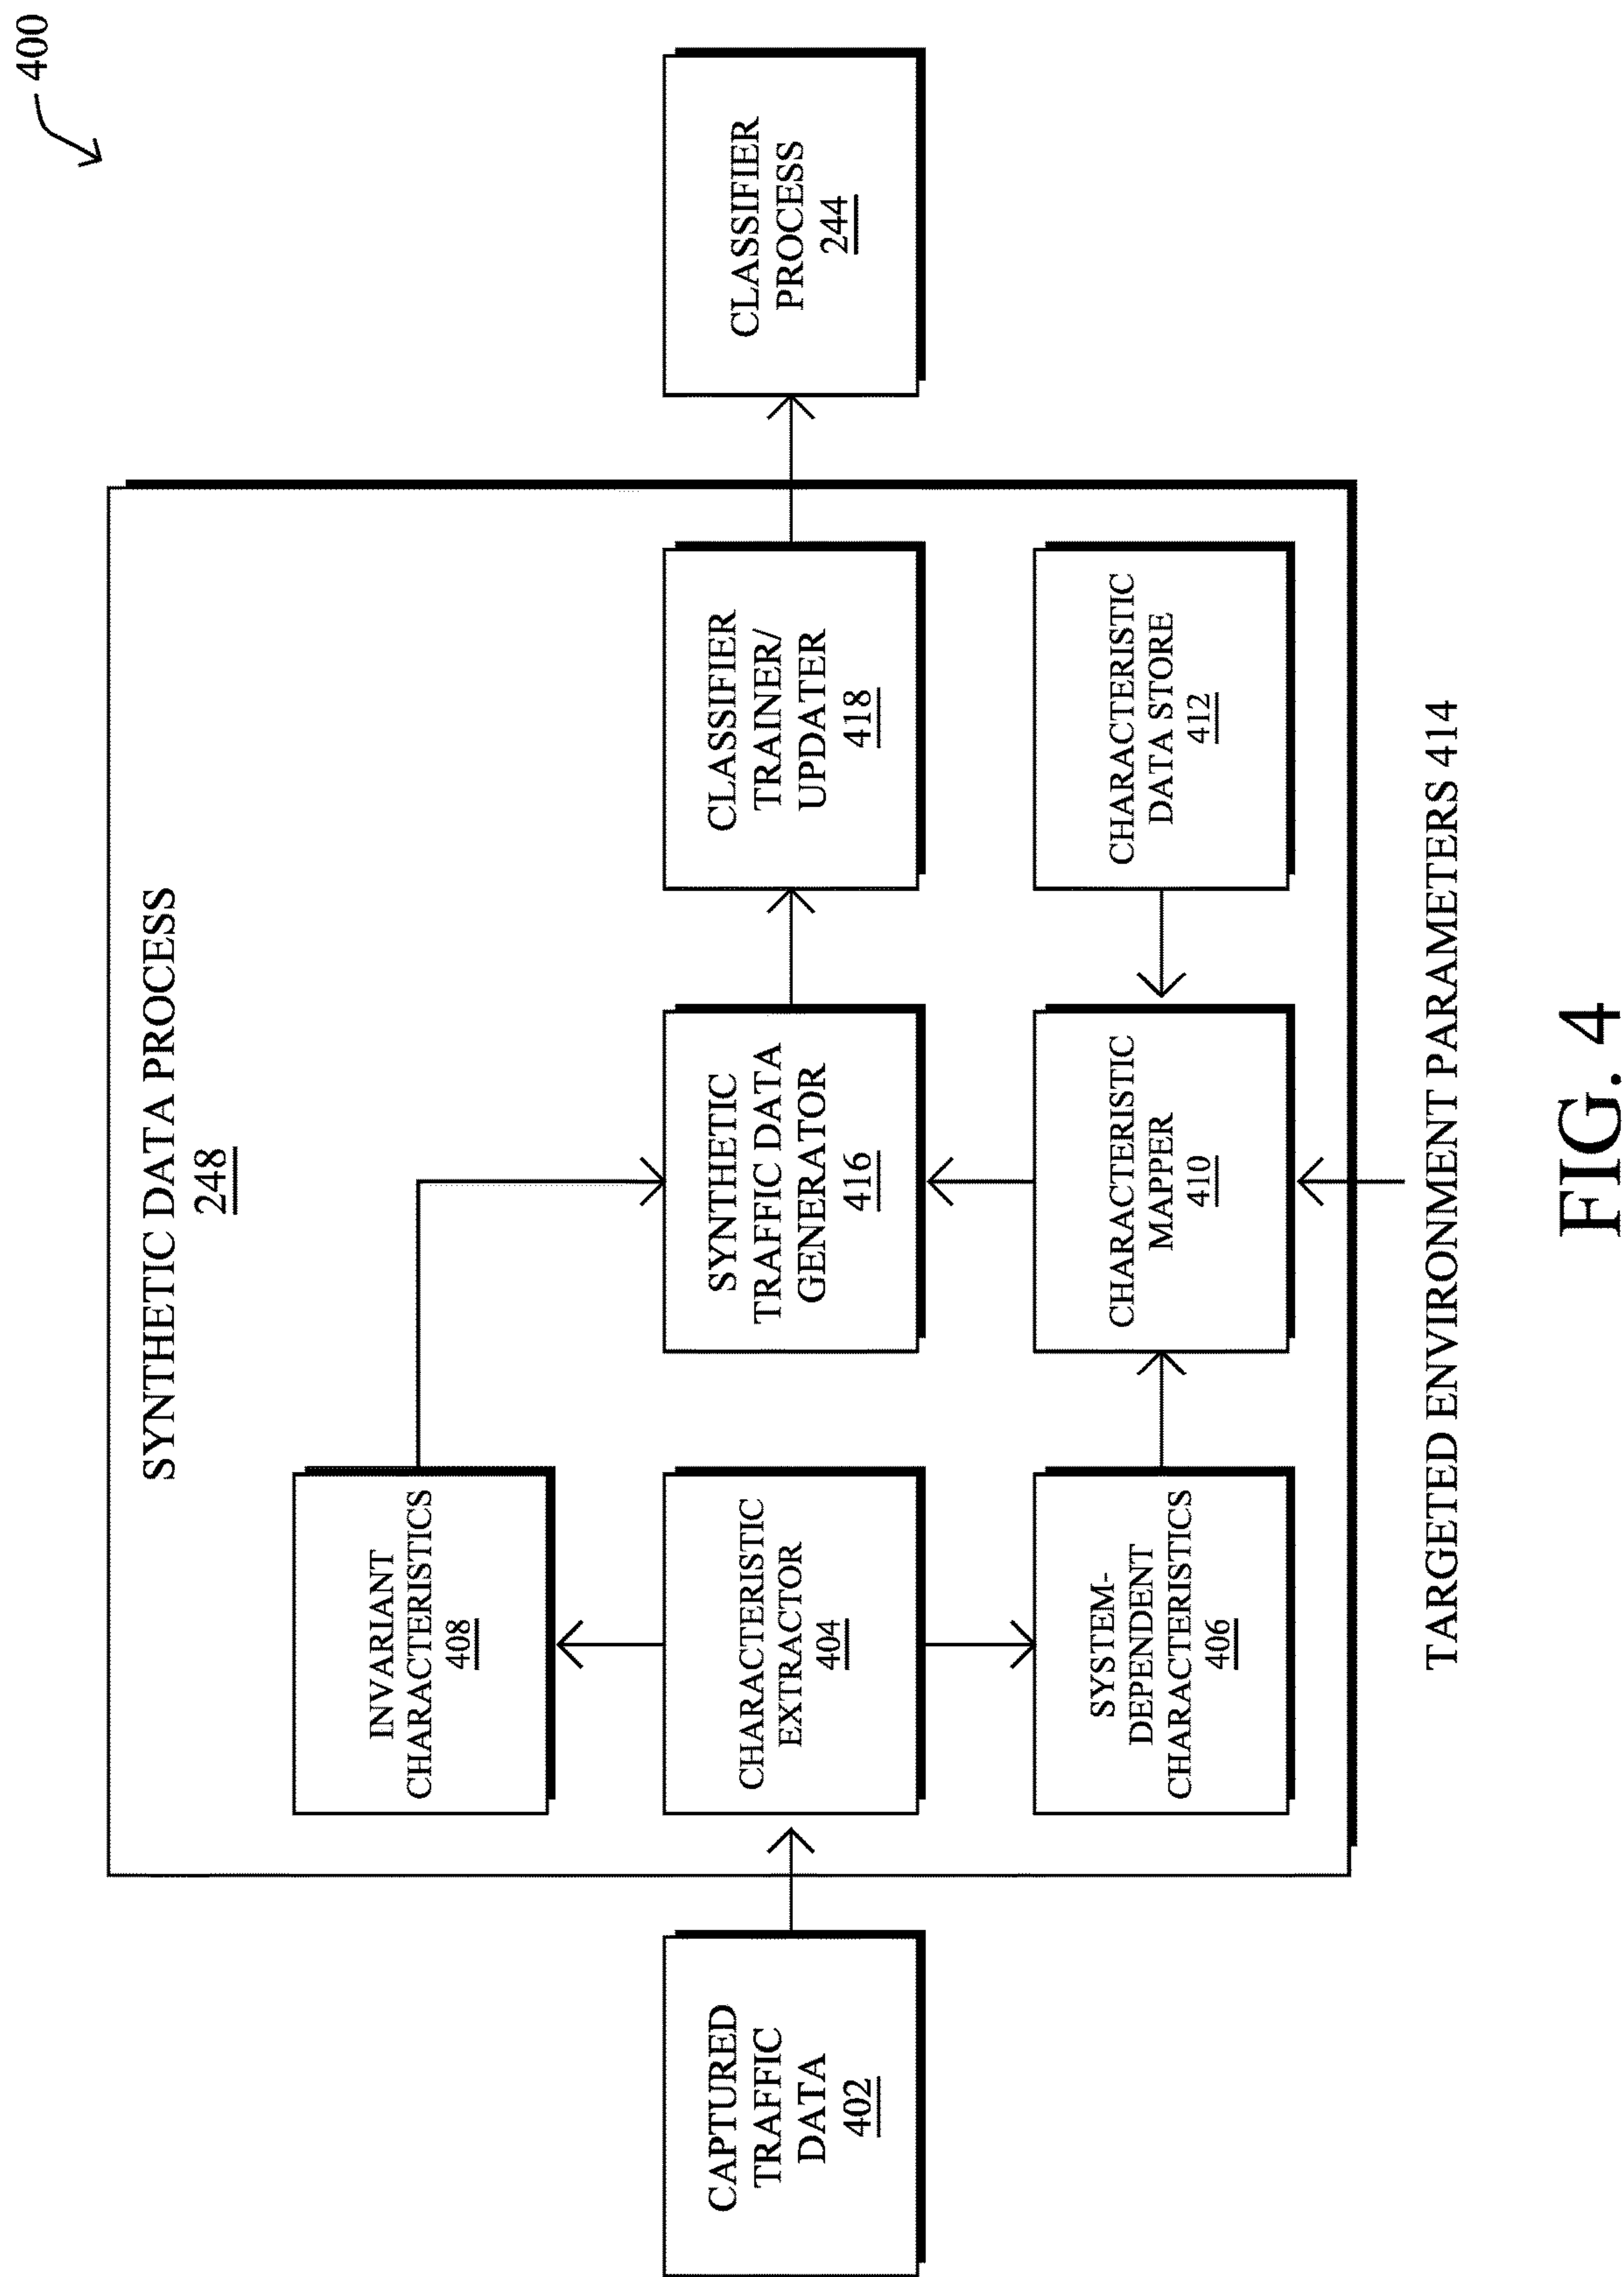 400
SYNTHETIC DATA PROCESS
248
INVARIANT
CHARACTERISTICS
408
CAPTURED
TRAFFIC
DATA
402
CHARACTERISTIC
EXTRACTOR
404
SYNTHETIC
TRAFFIC DATA
GENERATOR
416
CLASSIFIER
TRAINER/
UPDATER
418
CLASSIFIER
PROCESS
244
SYSTEM-
DEPENDENT
CHARACTERISTICS
406
CHARACTERISTIC
MAPPER
410
CHARACTERISTIC
DATA STORE
412
TARGETED ENVIRONMENT PARAMETERS 414
FIG. 4